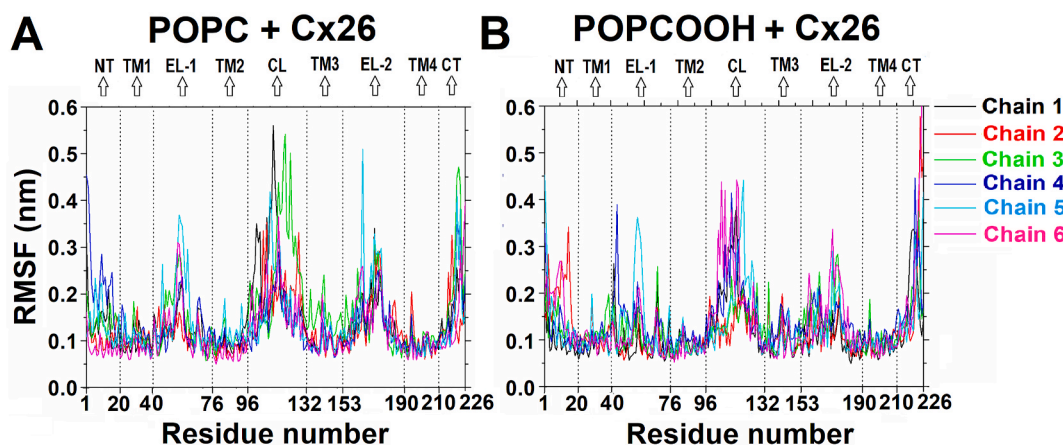 A
POPC + Cx26
NT TM1 EL-1 TM2 CL TM3 EL-2 TM4 CT
RMSF (nm)
0.6
0.5
0.4
0.3
0.2
0.1
0.0
1 20 40 76 96 132 153 190 210 226
Residue number
B
POPCOOH + Cx26
NT TM1 EL-1 TM2 CL TM3 EL-2 TM4 CT
0.6
0.5
0.4
0.3
0.2
0.1
0.0
1 20 40 76 96 132 153 190 210 226
Residue number
Chain 1
Chain 2
Chain 3
Chain 4
Chain 5
Chain 6